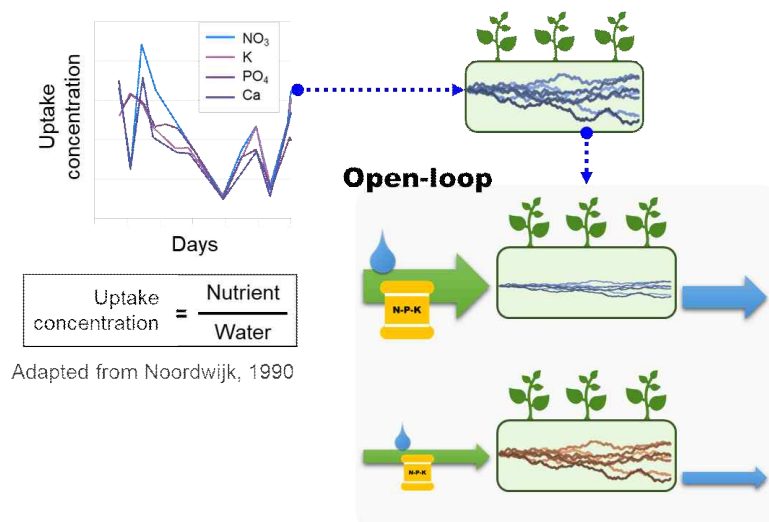 Uptake
concentration
NO₃
K
PO₄
Ca
Days
Uptake
concentration
=
Nutrient
Water
Adapted from Noordwijk, 1990
Open-loop
N-P-K
N-P-K